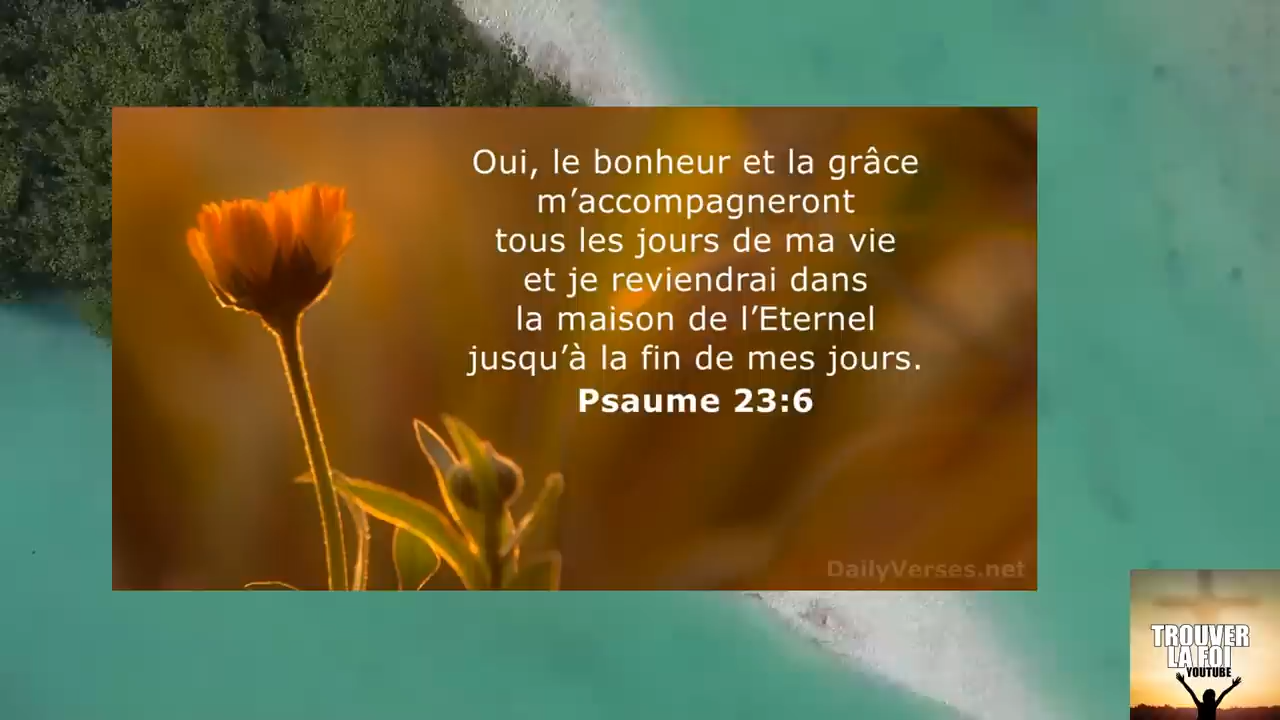 Oui, le bonheur et la grâce
m’accompagneront
tous les jours de ma vie
et je reviendrai dans
la maison de l’Eternel
jusqu’à la fin de mes jours.
Psaume 23:6
DailyVerses.net
TROUVER
LA FOI
YOUTUBE